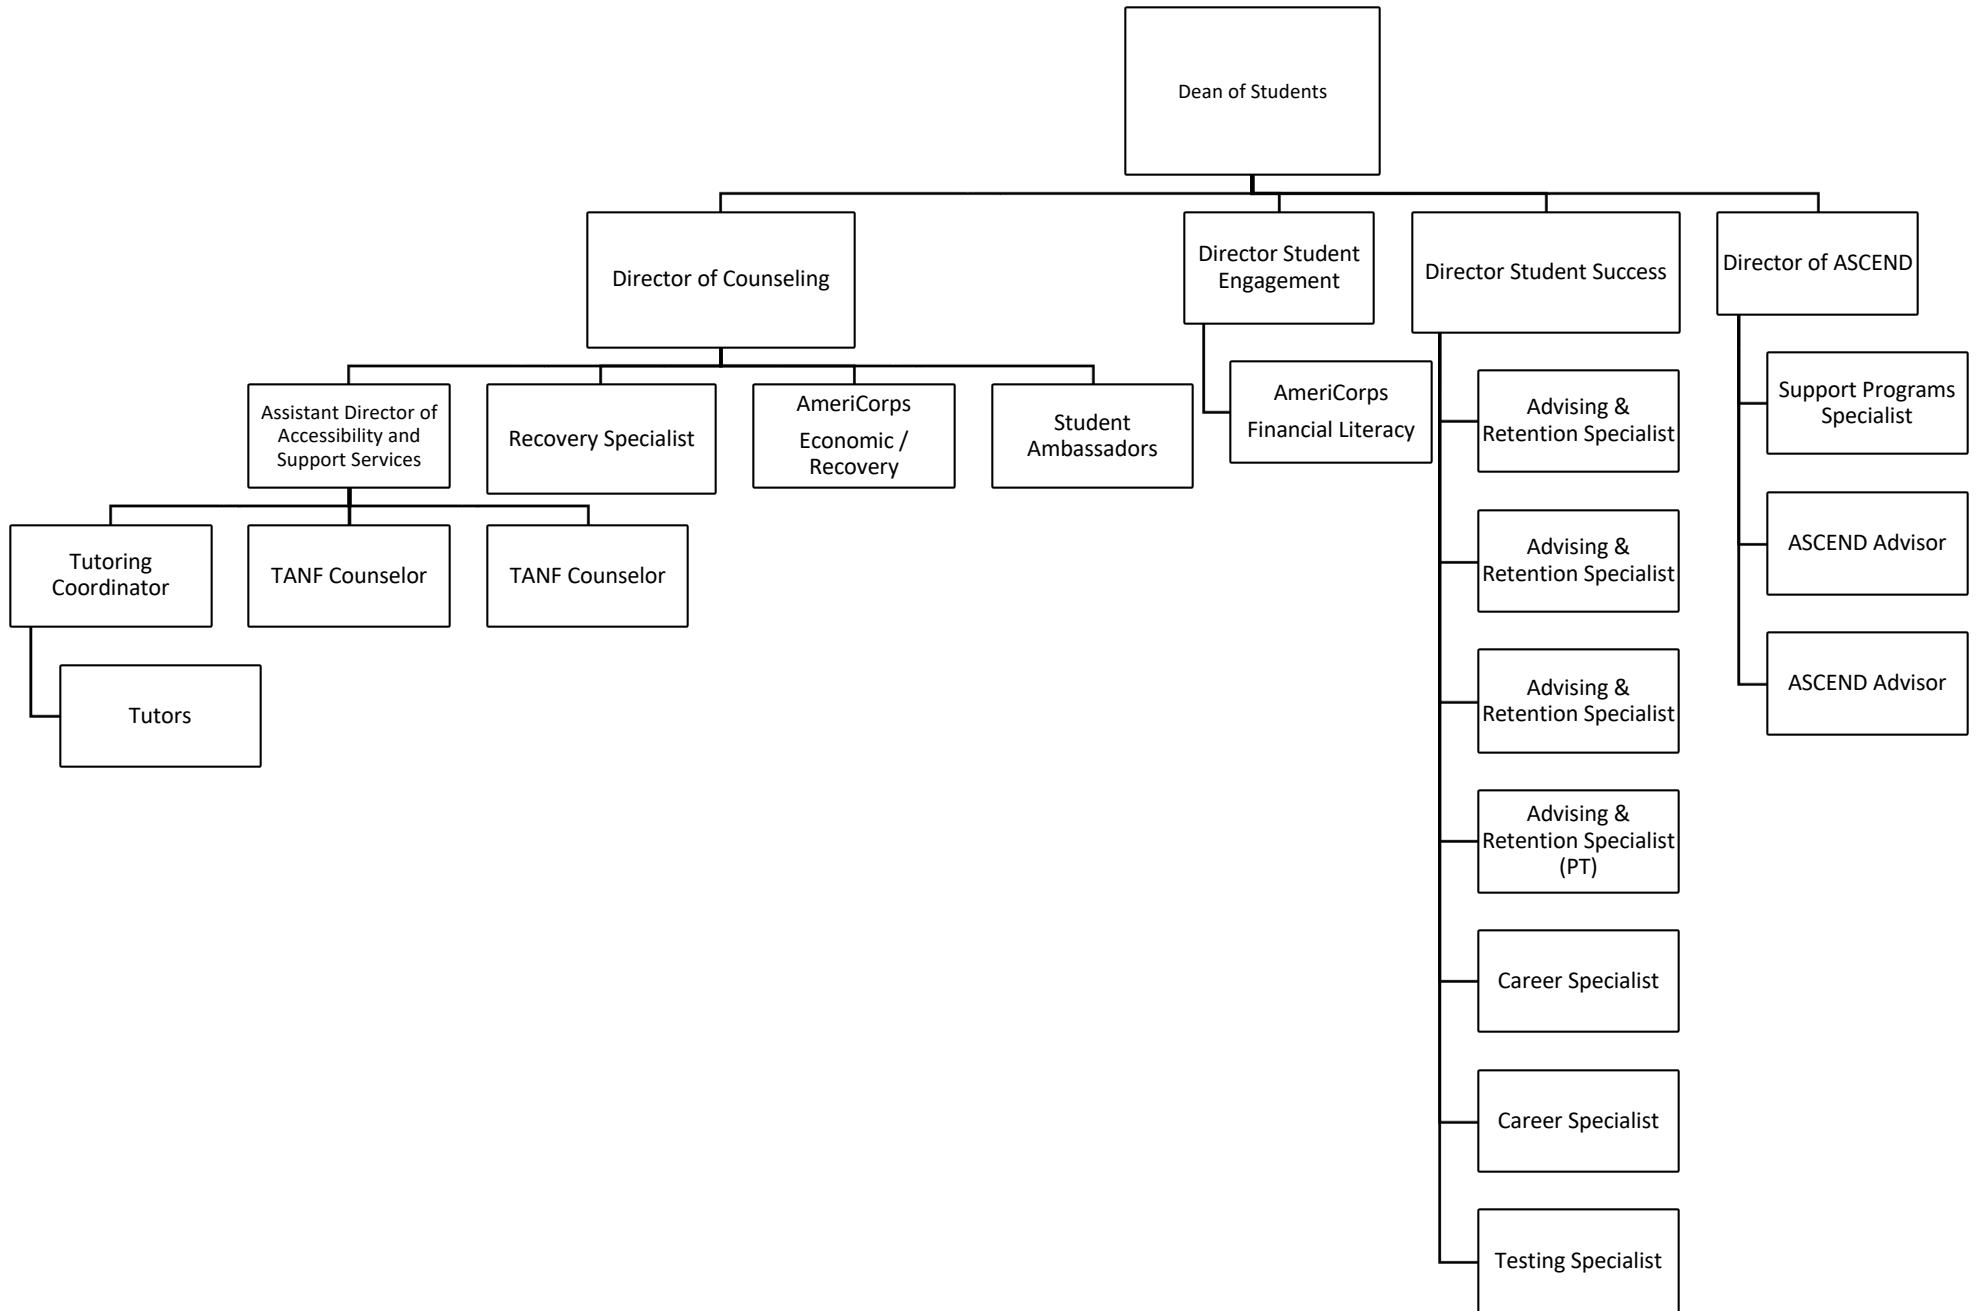 Dean of Students
Director of Counseling
Director Student
Engagement
Director Student Success
Director of ASCEND
Assistant Director of
Accessibility and
Support Services
Recovery Specialist
AmeriCorps
Economic /
Recovery
Student
Ambassadors
AmeriCorps
Financial Literacy
Tutoring
Coordinator
TANF Counselor
TANF Counselor
Tutors
Advising &
Retention Specialist
Advising &
Retention Specialist
Advising &
Retention Specialist
Advising &
Retention Specialist
(PT)
Career Specialist
Career Specialist
Testing Specialist
Support Programs
Specialist
ASCEND Advisor
ASCEND Advisor